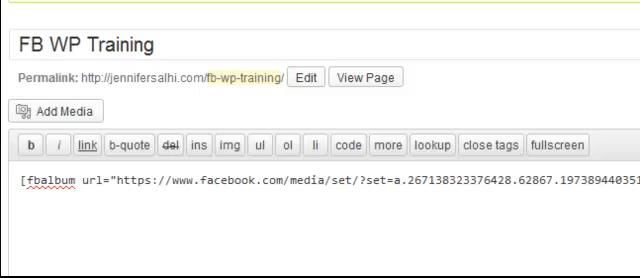 FB WP Training
Permalink: http://jennifersalhi.com/fb-wp-training/ Edit View Page
Add Media
b i link b-quote del ins img ul ol li code more lookup close tags fullscreen
[fbalbum url="https://www.facebook.com/media/set/?set=a.267138323376428.62867.197389440351